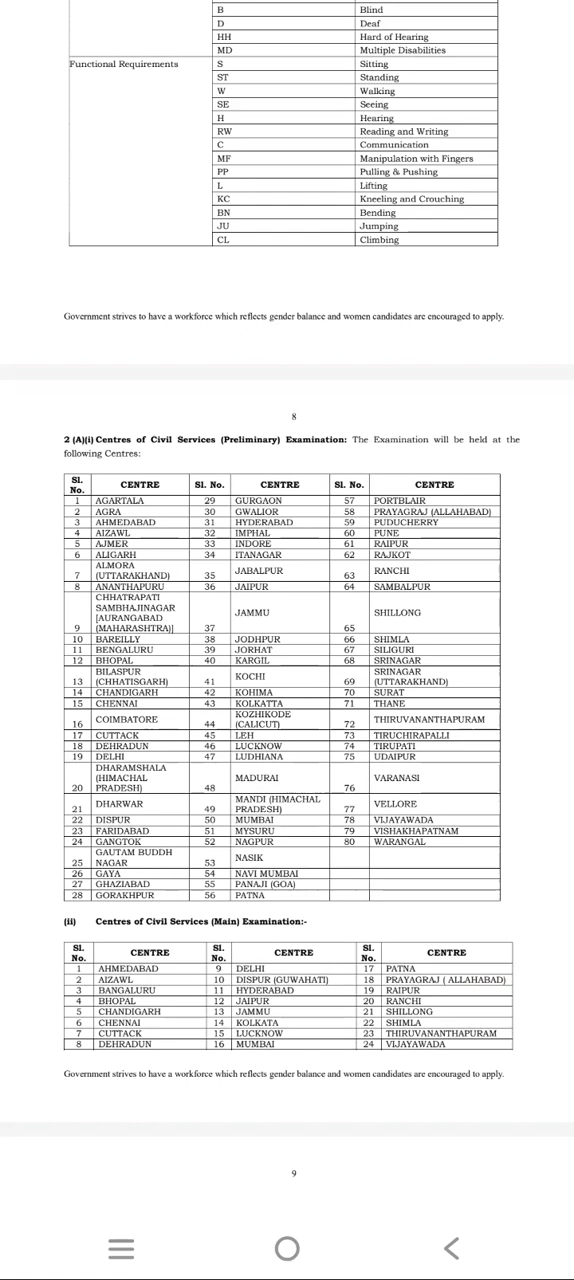 B Blind
D Deaf
HH Hard of Hearing
MD Multiple Disabilities
Functional Requirements S Sitting
ST Standing
W Walking
SE Seeing
H Hearing
RW Reading and Writing
C Communication
MF Manipulation with Fingers
PP Pulling & Pushing
L Lifting
KC Kneeling and Crouching
BN Bending
JU Jumping
CL Climbing
Government strives to have a workforce which reflects gender balance and women candidates are encouraged to apply.
8
2 (A)(i) Centres of Civil Services (Preliminary) Examination: The Examination will be held at the
following Centres:
Sl. No. CENTRE Sl. No. CENTRE Sl. No. CENTRE
1 AGARTALA 29 GURGAON 57 PORTBLAIR
2 AGRA 30 GWALIOR 58 PRAYAGRAJ (ALLAHABAD)
3 AHMEDABAD 31 HYDERABAD 59 PUDUCHERRY
4 AIZAWL 32 IMPHAL 60 PUNE
5 AJMER 33 INDORE 61 RAIPUR
6 ALIGARH 34 ITANAGAR 62 RAJKOT
7 ALMORA (UTTARAKHAND) 35 JABALPUR 63 RANCHI
8 ANANTHAPURU 36 JAIPUR 64 SAMBALPUR
9 CHHATRAPATI SAMBHAJINAGAR [AURANGABAD (MAHARASHTRA)] 37 JAMMU 65 SHILLONG
10 BAREILLY 38 JODHPUR 66 SHIMLA
11 BENGALURU 39 JORHAT 67 SILIGURI
12 BHOPAL 40 KARGIL 68 SRINAGAR
13 BILASPUR (CHHATISGARH) 41 KOCHI 69 SRINAGAR (UTTARAKHAND)
14 CHANDIGARH 42 KOHIMA 70 SURAT
15 CHENNAI 43 KOLKATTA 71 THANE
16 COIMBATORE 44 KOZHIKODE (CALICUT) 72 THIRUVANANTHAPURAM
17 CUTTACK 45 LEH 73 TIRUCHIRAPALLI
18 DEHRADUN 46 LUCKNOW 74 TIRUPATI
19 DELHI 47 LUDHIANA 75 UDAIPUR
20 DHARAMSHALA (HIMACHAL PRADESH) 48 MADURAI 76 VARANASI
21 DHARWAR 49 MANDI (HIMACHAL PRADESH) 77 VELLORE
22 DISPUR 50 MUMBAI 78 VIJAYAWADA
23 FARIDABAD 51 MYSURU 79 VISHAKHAPATNAM
24 GANGTOK 52 NAGPUR 80 WARANGAL
25 GAUTAM BUDDH NAGAR 53 NASIK
26 GAYA 54 NAVI MUMBAI
27 GHAZIABAD 55 PANAJI (GOA)
28 GORAKHPUR 56 PATNA
(ii) Centres of Civil Services (Main) Examination:-
Sl. No. CENTRE Sl. No. CENTRE Sl. No. CENTRE
1 AHMEDABAD 9 DELHI 17 PATNA
2 AIZAWL 10 DISPUR (GUWAHATI) 18 PRAYAGRAJ ( ALLAHABAD)
3 BANGALURU 11 HYDERABAD 19 RAIPUR
4 BHOPAL 12 JAIPUR 20 RANCHI
5 CHANDIGARH 13 JAMMU 21 SHILLONG
6 CHENNAI 14 KOLKATA 22 SHIMLA
7 CUTTACK 15 LUCKNOW 23 THIRUVANANTHAPURAM
8 DEHRADUN 16 MUMBAI 24 VIJAYAWADA
Government strives to have a workforce which reflects gender balance and women candidates are encouraged to apply.
9